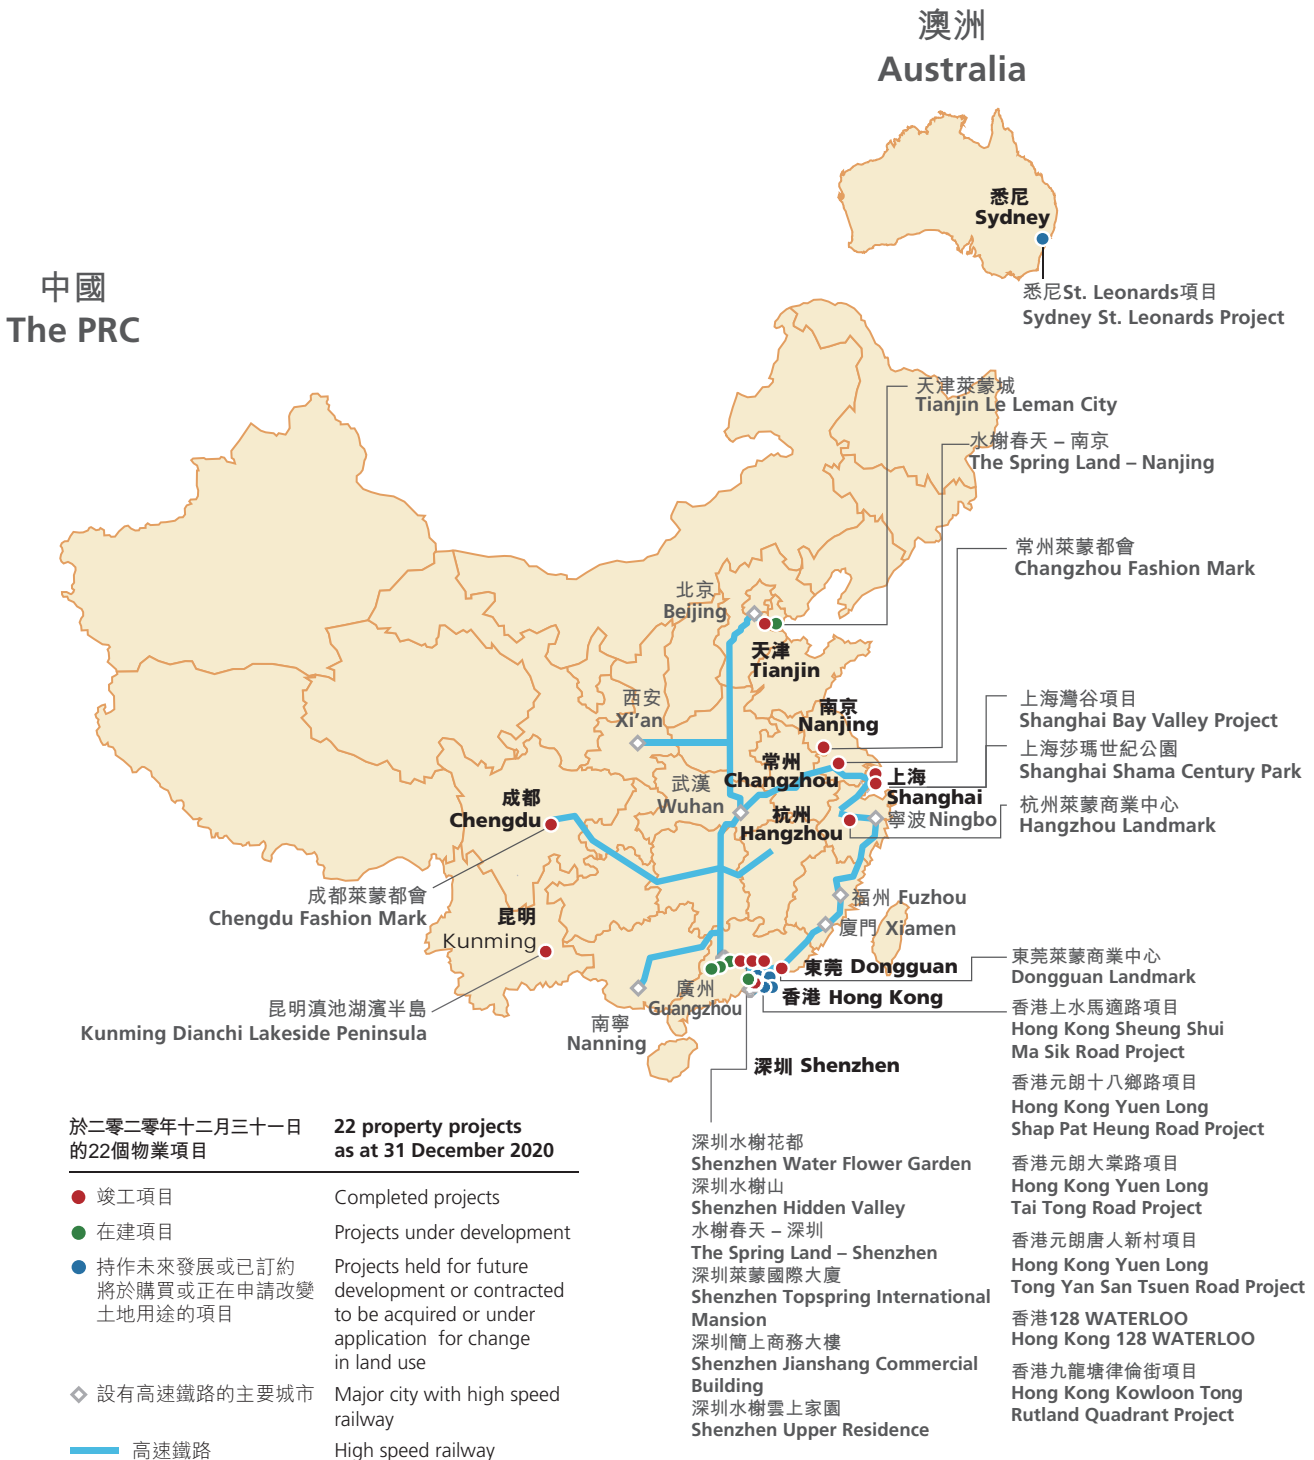 澳洲
Australia
悉尼
Sydney
悉尼St. Leonards項目
Sydney St. Leonards Project
中國
The PRC
天津萊蒙城
Tianjin Le Leman City
水榭春天 – 南京
The Spring Land – Nanjing
常州萊蒙都會
Changzhou Fashion Mark
北京
Beijing
天津
Tianjin
西安
Xi'an
南京
Nanjing
上海灣谷項目
Shanghai Bay Valley Project
上海莎瑪世紀公園
Shanghai Shama Century Park
常州
Changzhou
上海
Shanghai
武漢
Wuhan
成都
Chengdu
杭州
Hangzhou
寧波 Ningbo
杭州萊蒙商業中心
Hangzhou Landmark
成都萊蒙都會
Chengdu Fashion Mark
昆明
Kunming
福州 Fuzhou
廈門 Xiamen
東莞 Dongguan
東莞萊蒙商業中心
Dongguan Landmark
廣州
Guangzhou
香港 Hong Kong
昆明滇池湖濱半島
Kunming Dianchi Lakeside Peninsula
南寧
Nanning
深圳 Shenzhen
香港上水馬適路項目
Hong Kong Sheung Shui
Ma Sik Road Project
香港元朗十八鄉路項目
Hong Kong Yuen Long
Shap Pat Heung Road Project
香港元朗大棠路項目
Hong Kong Yuen Long
Tai Tong Road Project
香港元朗唐人新村項目
Hong Kong Yuen Long
Tong Yan San Tsuen Road Project
香港128 WATERLOO
Hong Kong 128 WATERLOO
香港九龍塘律倫街項目
Hong Kong Kowloon Tong
Rutland Quadrant Project
深圳水榭花都
Shenzhen Water Flower Garden
深圳水榭山
Shenzhen Hidden Valley
水榭春天 – 深圳
The Spring Land – Shenzhen
深圳萊蒙國際大廈
Shenzhen Topspring International
Mansion
深圳簡上商務大樓
Shenzhen Jianshang Commercial
Building
深圳水榭雲上家園
Shenzhen Upper Residence
於二零二零年十二月三十一日
的22個物業項目
22 property projects
as at 31 December 2020
竣工項目
Completed projects
在建項目
Projects under development
持作未來發展或已訂約
將於購買或正在申請改變
土地用途的項目
Projects held for future
development or contracted
to be acquired or under
application for change
in land use
設有高速鐵路的主要城市
Major city with high speed
railway
高速鐵路
High speed railway